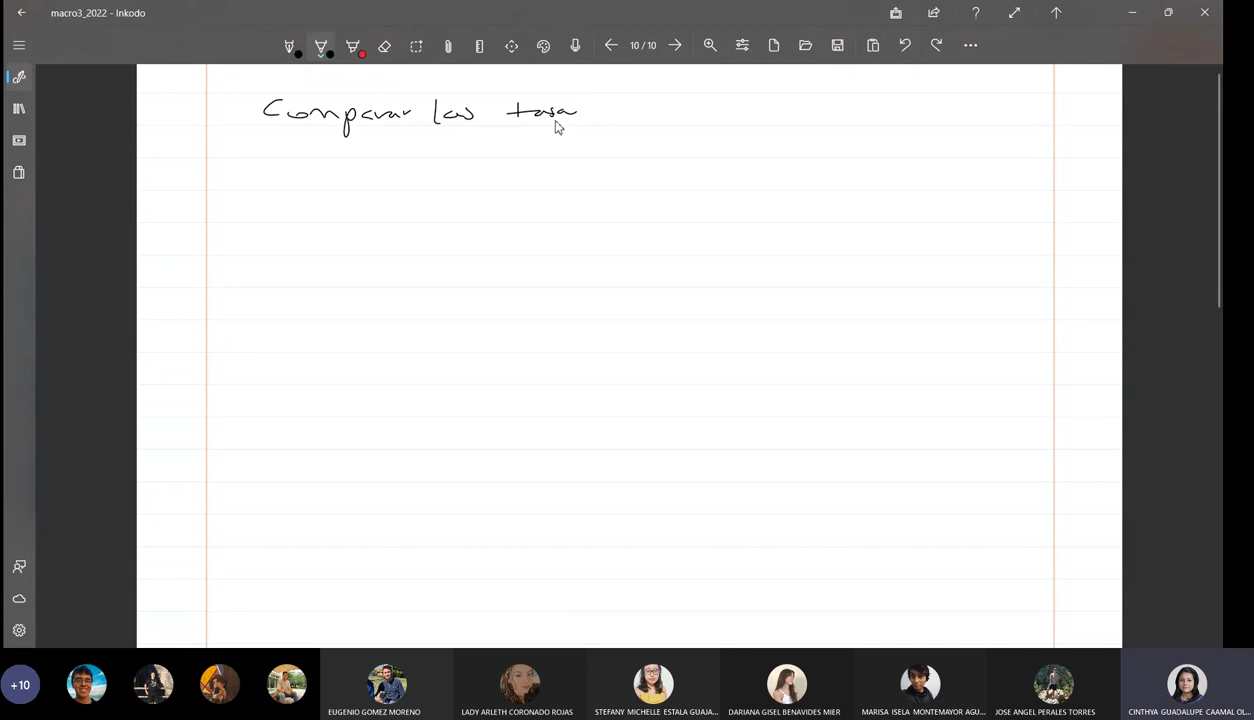 macro3_2022 - Inkodo
10 / 10
Comparar las tasa
+10
EUGENIO GOMEZ MORENO
LADY ARLETH CORONADO ROJAS
STEFANY MICHELLE ESTALA GUAJA...
DARIANA GISEL BENAVIDES MIER
MARISA ISELA MONTEMAYOR AGU...
JOSE ANGEL PERALES TORRES
CINTHYA GUADALUPE CAAMAL OL...